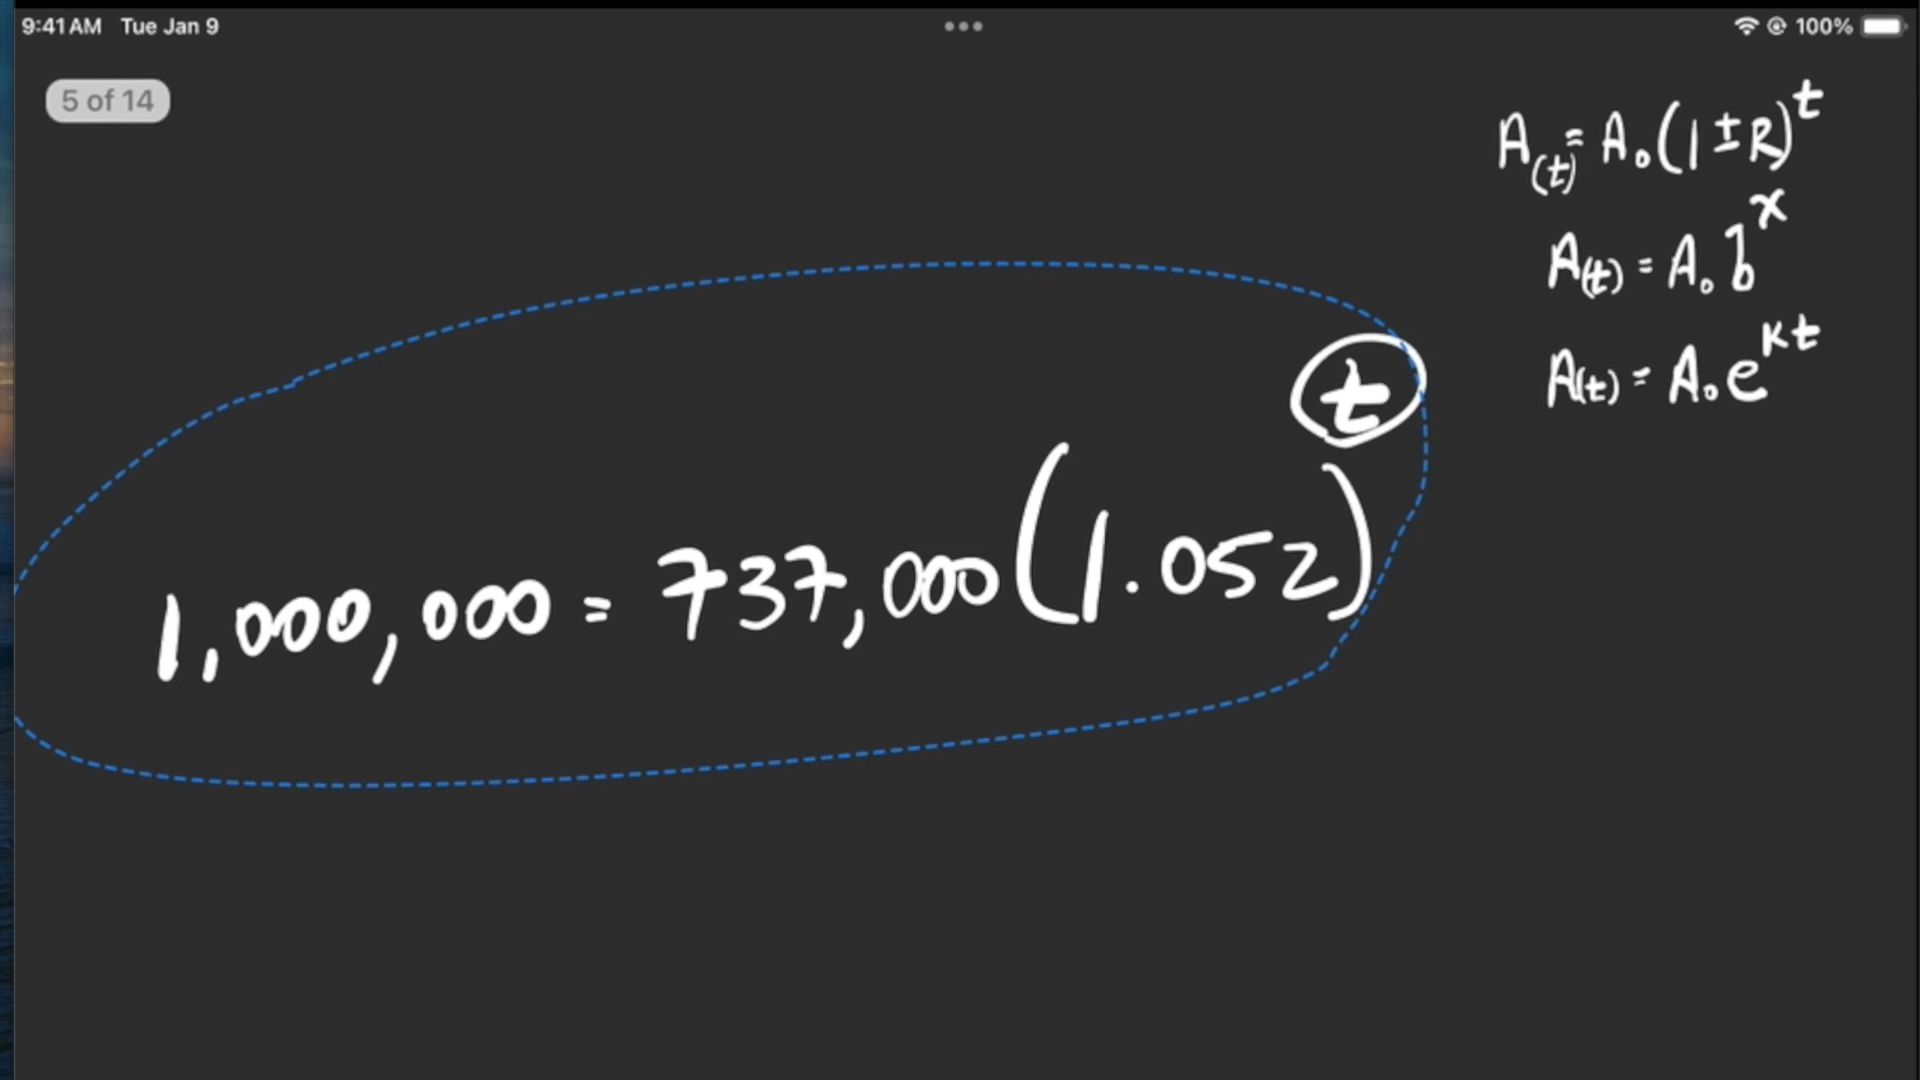 9:41 AM Tue Jan 9
100%
5 of 14
A(t) = A₀(1 ± R)^t
A(t) = A₀b^x
A(t) = A₀e^kt
1,000,000 = 737,000(1.052)^t